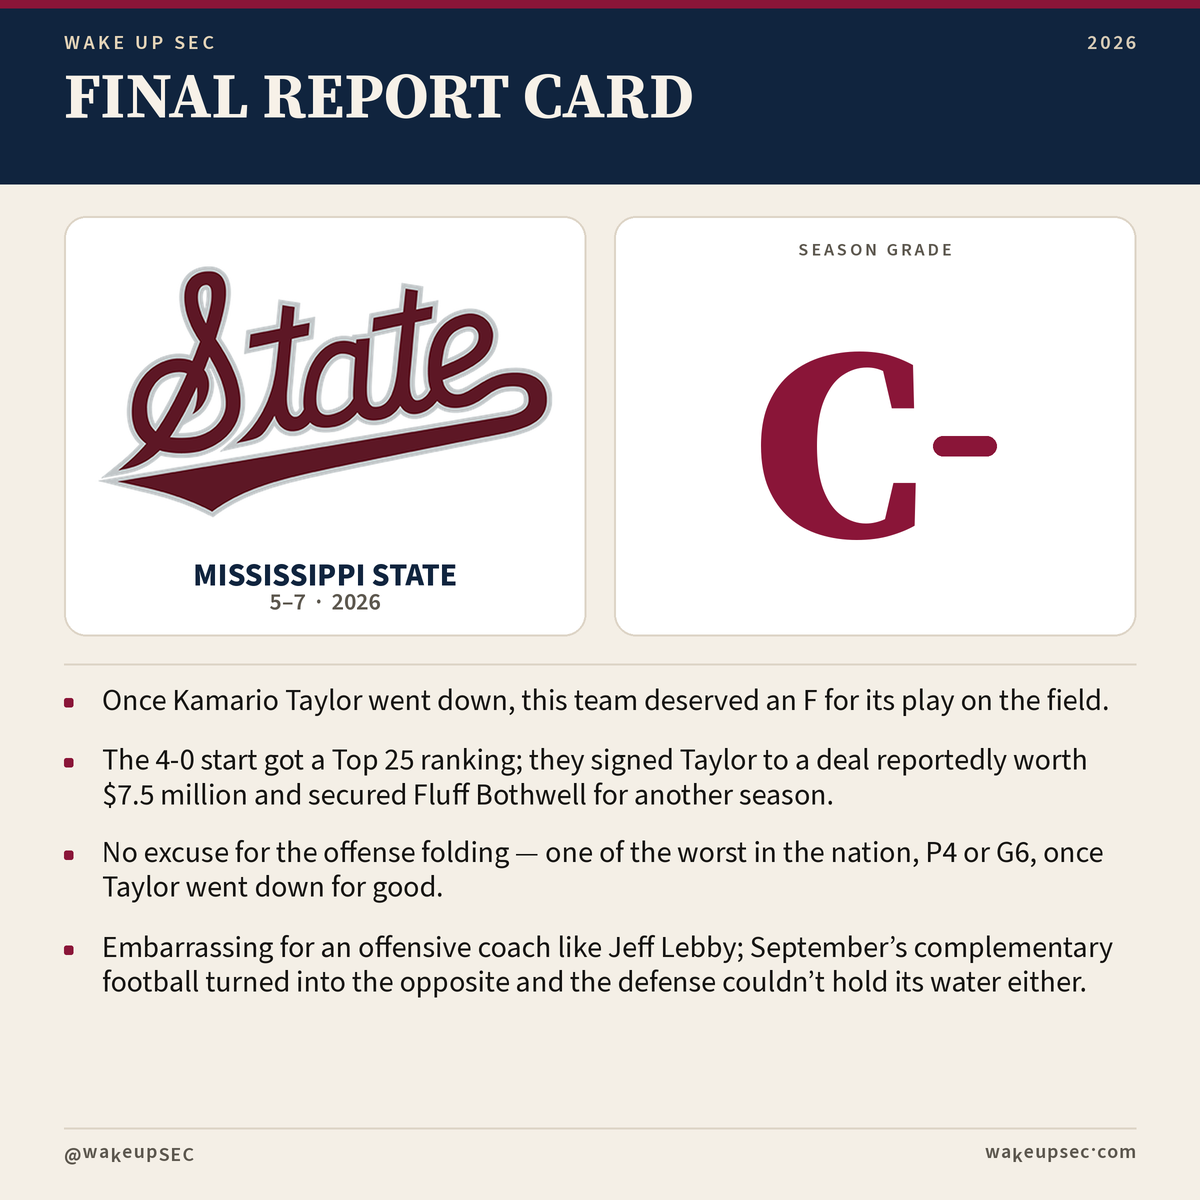 WAKE UP SEC
2026
FINAL REPORT CARD
State
MISSISSIPPI STATE
5–7 · 2026
SEASON GRADE
C-
Once Kamario Taylor went down, this team deserved an F for its play on the field.
The 4-0 start got a Top 25 ranking; they signed Taylor to a deal reportedly worth
$7.5 million and secured Fluff Bothwell for another season.
No excuse for the offense folding — one of the worst in the nation, P4 or G6, once
Taylor went down for good.
Embarrassing for an offensive coach like Jeff Lebby; September’s complementary
football turned into the opposite and the defense couldn’t hold its water either.
@wakeupSEC
wakeupsec·com